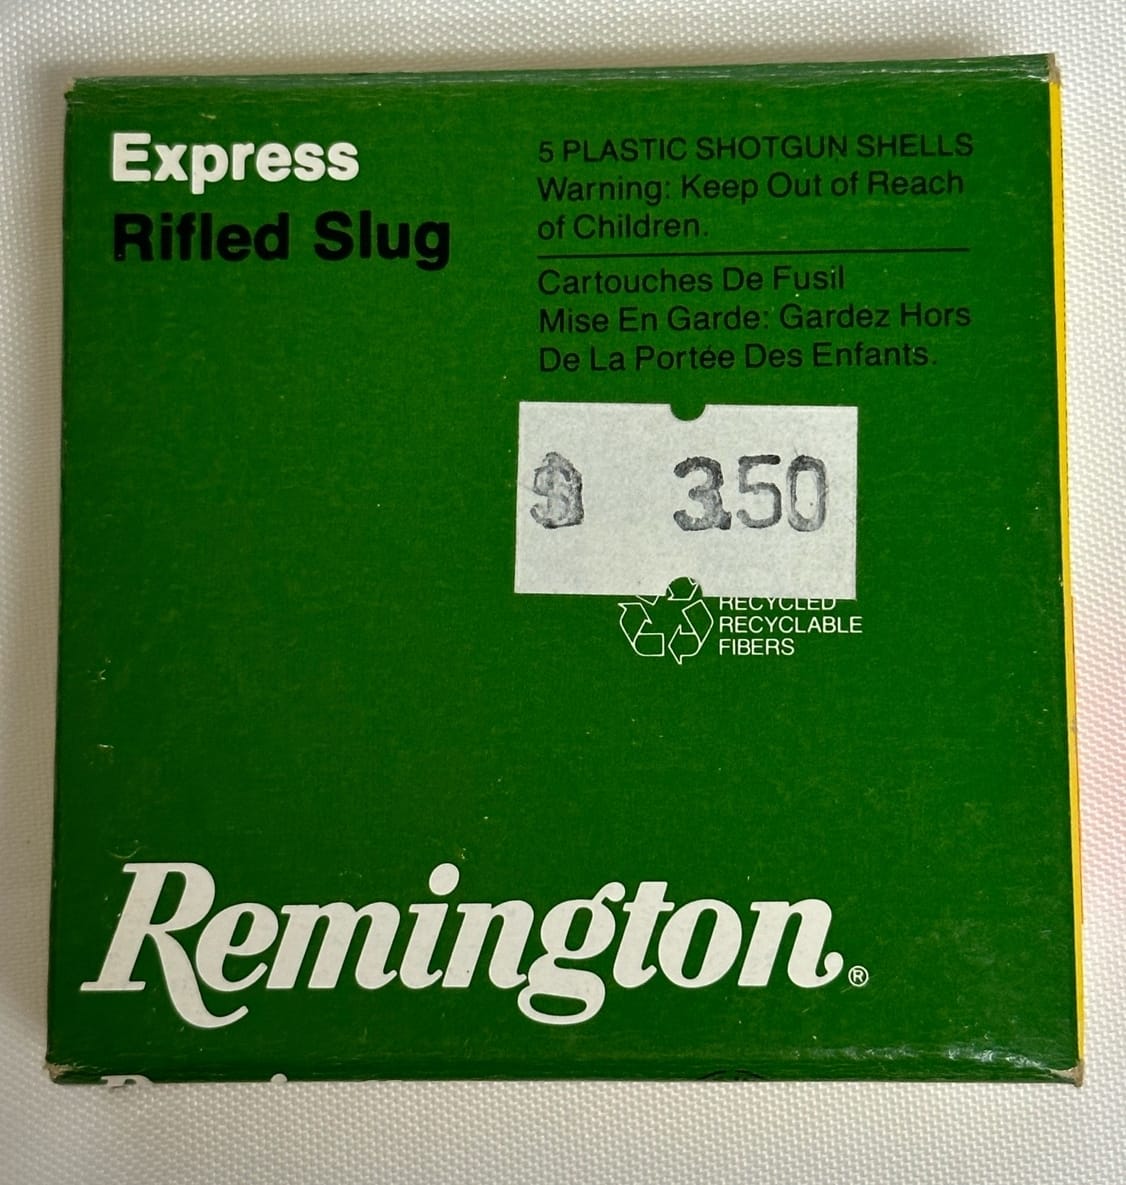 Express
Rifled Slug
5 PLASTIC SHOTGUN SHELLS
Warning: Keep Out of Reach
of Children.
Cartouches De Fusil
Mise En Garde: Gardez Hors
De La Portée Des Enfants.
$ 3.50
RECYCLED
RECYCLABLE
FIBERS
Remington®